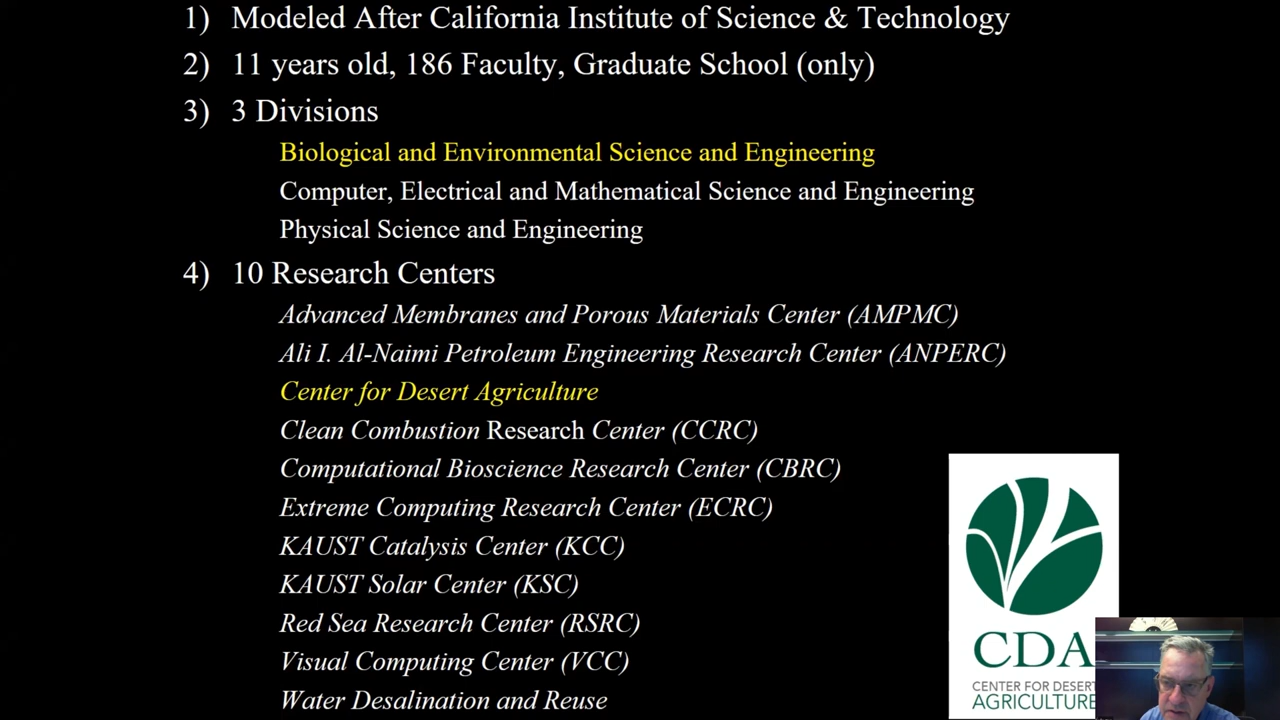 1) Modeled After California Institute of Science & Technology
2) 11 years old, 186 Faculty, Graduate School (only)
3) 3 Divisions
Biological and Environmental Science and Engineering
Computer, Electrical and Mathematical Science and Engineering
Physical Science and Engineering
4) 10 Research Centers
Advanced Membranes and Porous Materials Center (AMPMC)
Ali I. Al-Naimi Petroleum Engineering Research Center (ANPERC)
Center for Desert Agriculture
Clean Combustion Research Center (CCRC)
Computational Bioscience Research Center (CBRC)
Extreme Computing Research Center (ECRC)
KAUST Catalysis Center (KCC)
KAUST Solar Center (KSC)
Red Sea Research Center (RSRC)
Visual Computing Center (VCC)
Water Desalination and Reuse
CDA
CENTER FOR DESERT
AGRICULTURE